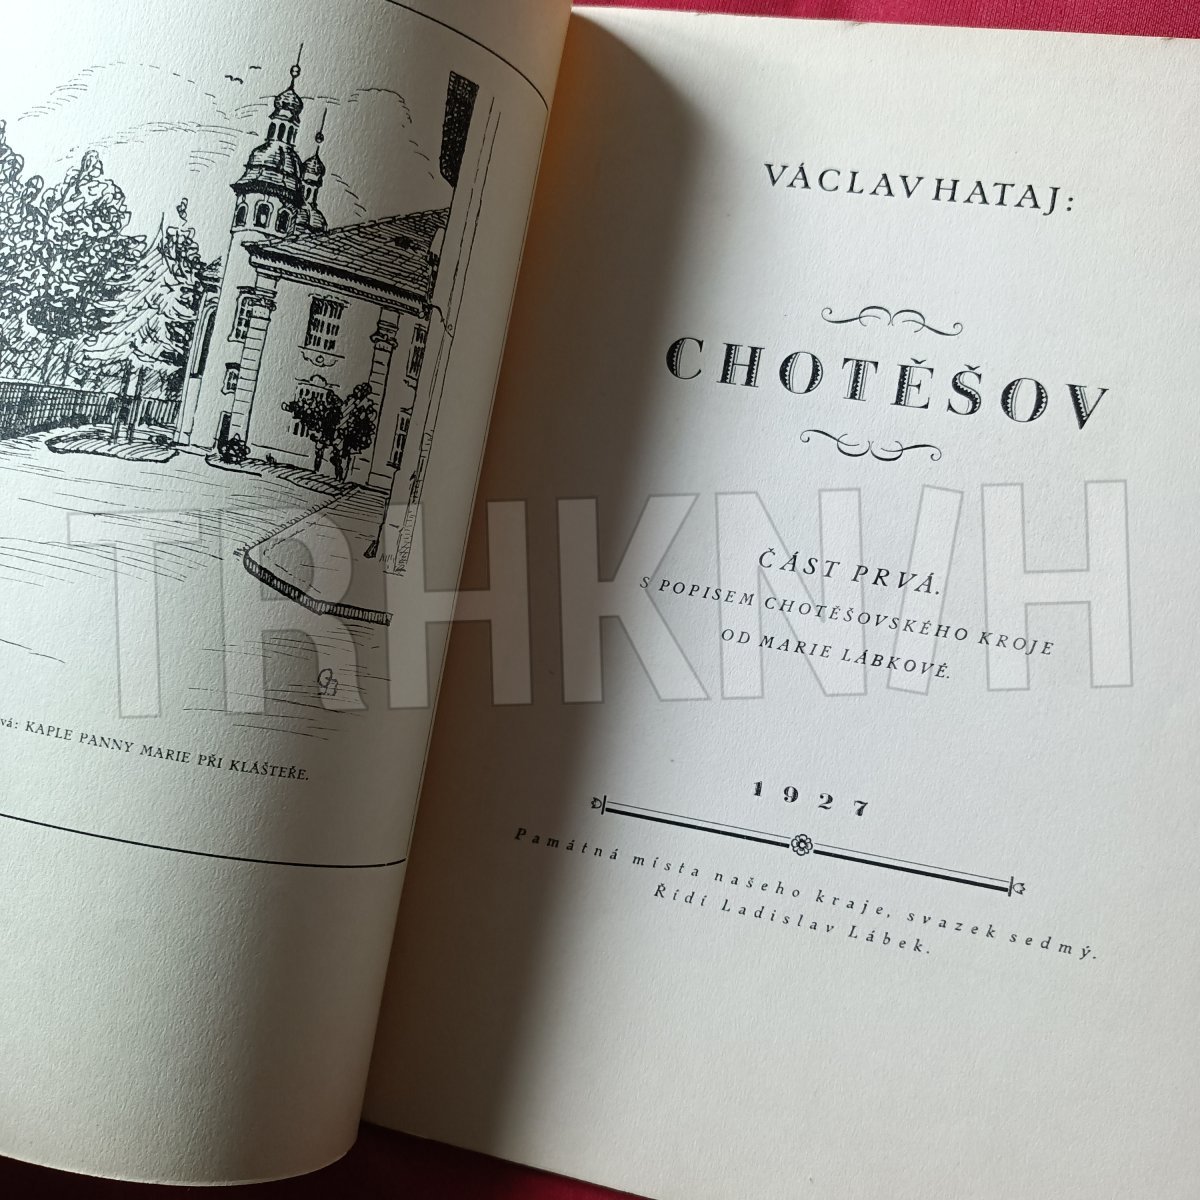 vá: KAPLE PANNY MARIE PŘI KLÁŠTEŘE.
VÁCLAV HATAJ:
CHOTĚŠOV
ČÁST PRVÁ.
S POPISEM CHOTĚŠOVSKÉHO KROJE
OD MARIE LÁBKOVÉ.
1927
Památná místa našeho kraje, svazek sedmý.
Řídí Ladislav Lábek.
TRHKNIH